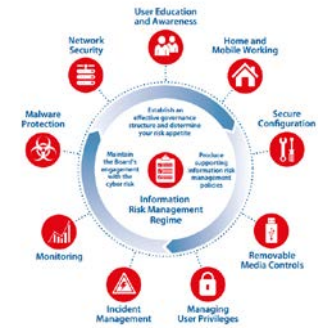 User Education
and Awareness
Network
Security
Home and
Mobile Working
Malware
Protection
Establish an
effective governance
structure and determine
your risk appetite
Secure
Configuration
Maintain
the Board's
engagement
with the
cyber risk
Produce
supporting
information risk
management
policies
Information
Risk Management
Regime
Monitoring
Removable
Media Controls
Incident
Management
Managing
User Privileges